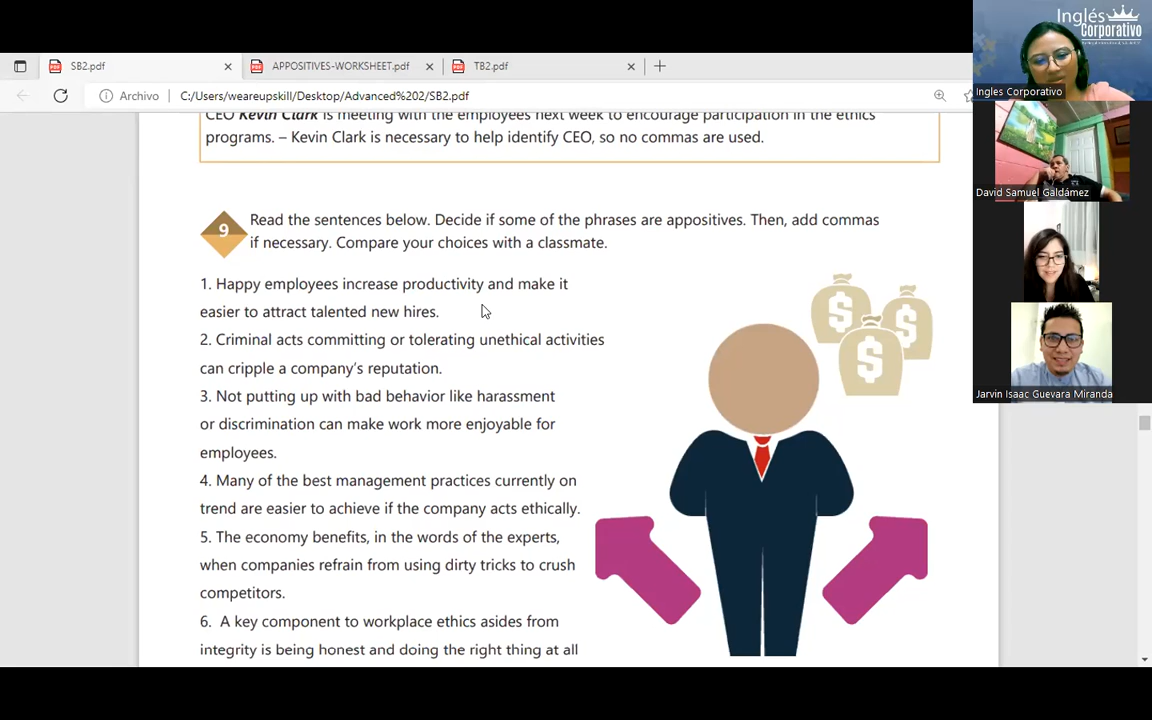 Inglés
Corporativo
Ingles Corporativo
David Samuel Galdámez
Jarvin Isaac Guevara Miranda
SB2.pdf
APPOSITIVES-WORKSHEET.pdf
TB2.pdf
Archivo
C:/Users/weareupskill/Desktop/Advanced%202/SB2.pdf
CEO Kevin Clark is meeting with the employees next week to encourage participation in the ethics
programs. – Kevin Clark is necessary to help identify CEO, so no commas are used.
9
Read the sentences below. Decide if some of the phrases are appositives. Then, add commas
if necessary. Compare your choices with a classmate.
1. Happy employees increase productivity and make it
easier to attract talented new hires.
2. Criminal acts committing or tolerating unethical activities
can cripple a company's reputation.
3. Not putting up with bad behavior like harassment
or discrimination can make work more enjoyable for
employees.
4. Many of the best management practices currently on
trend are easier to achieve if the company acts ethically.
5. The economy benefits, in the words of the experts,
when companies refrain from using dirty tricks to crush
competitors.
6. A key component to workplace ethics asides from
integrity is being honest and doing the right thing at all
$
$
$